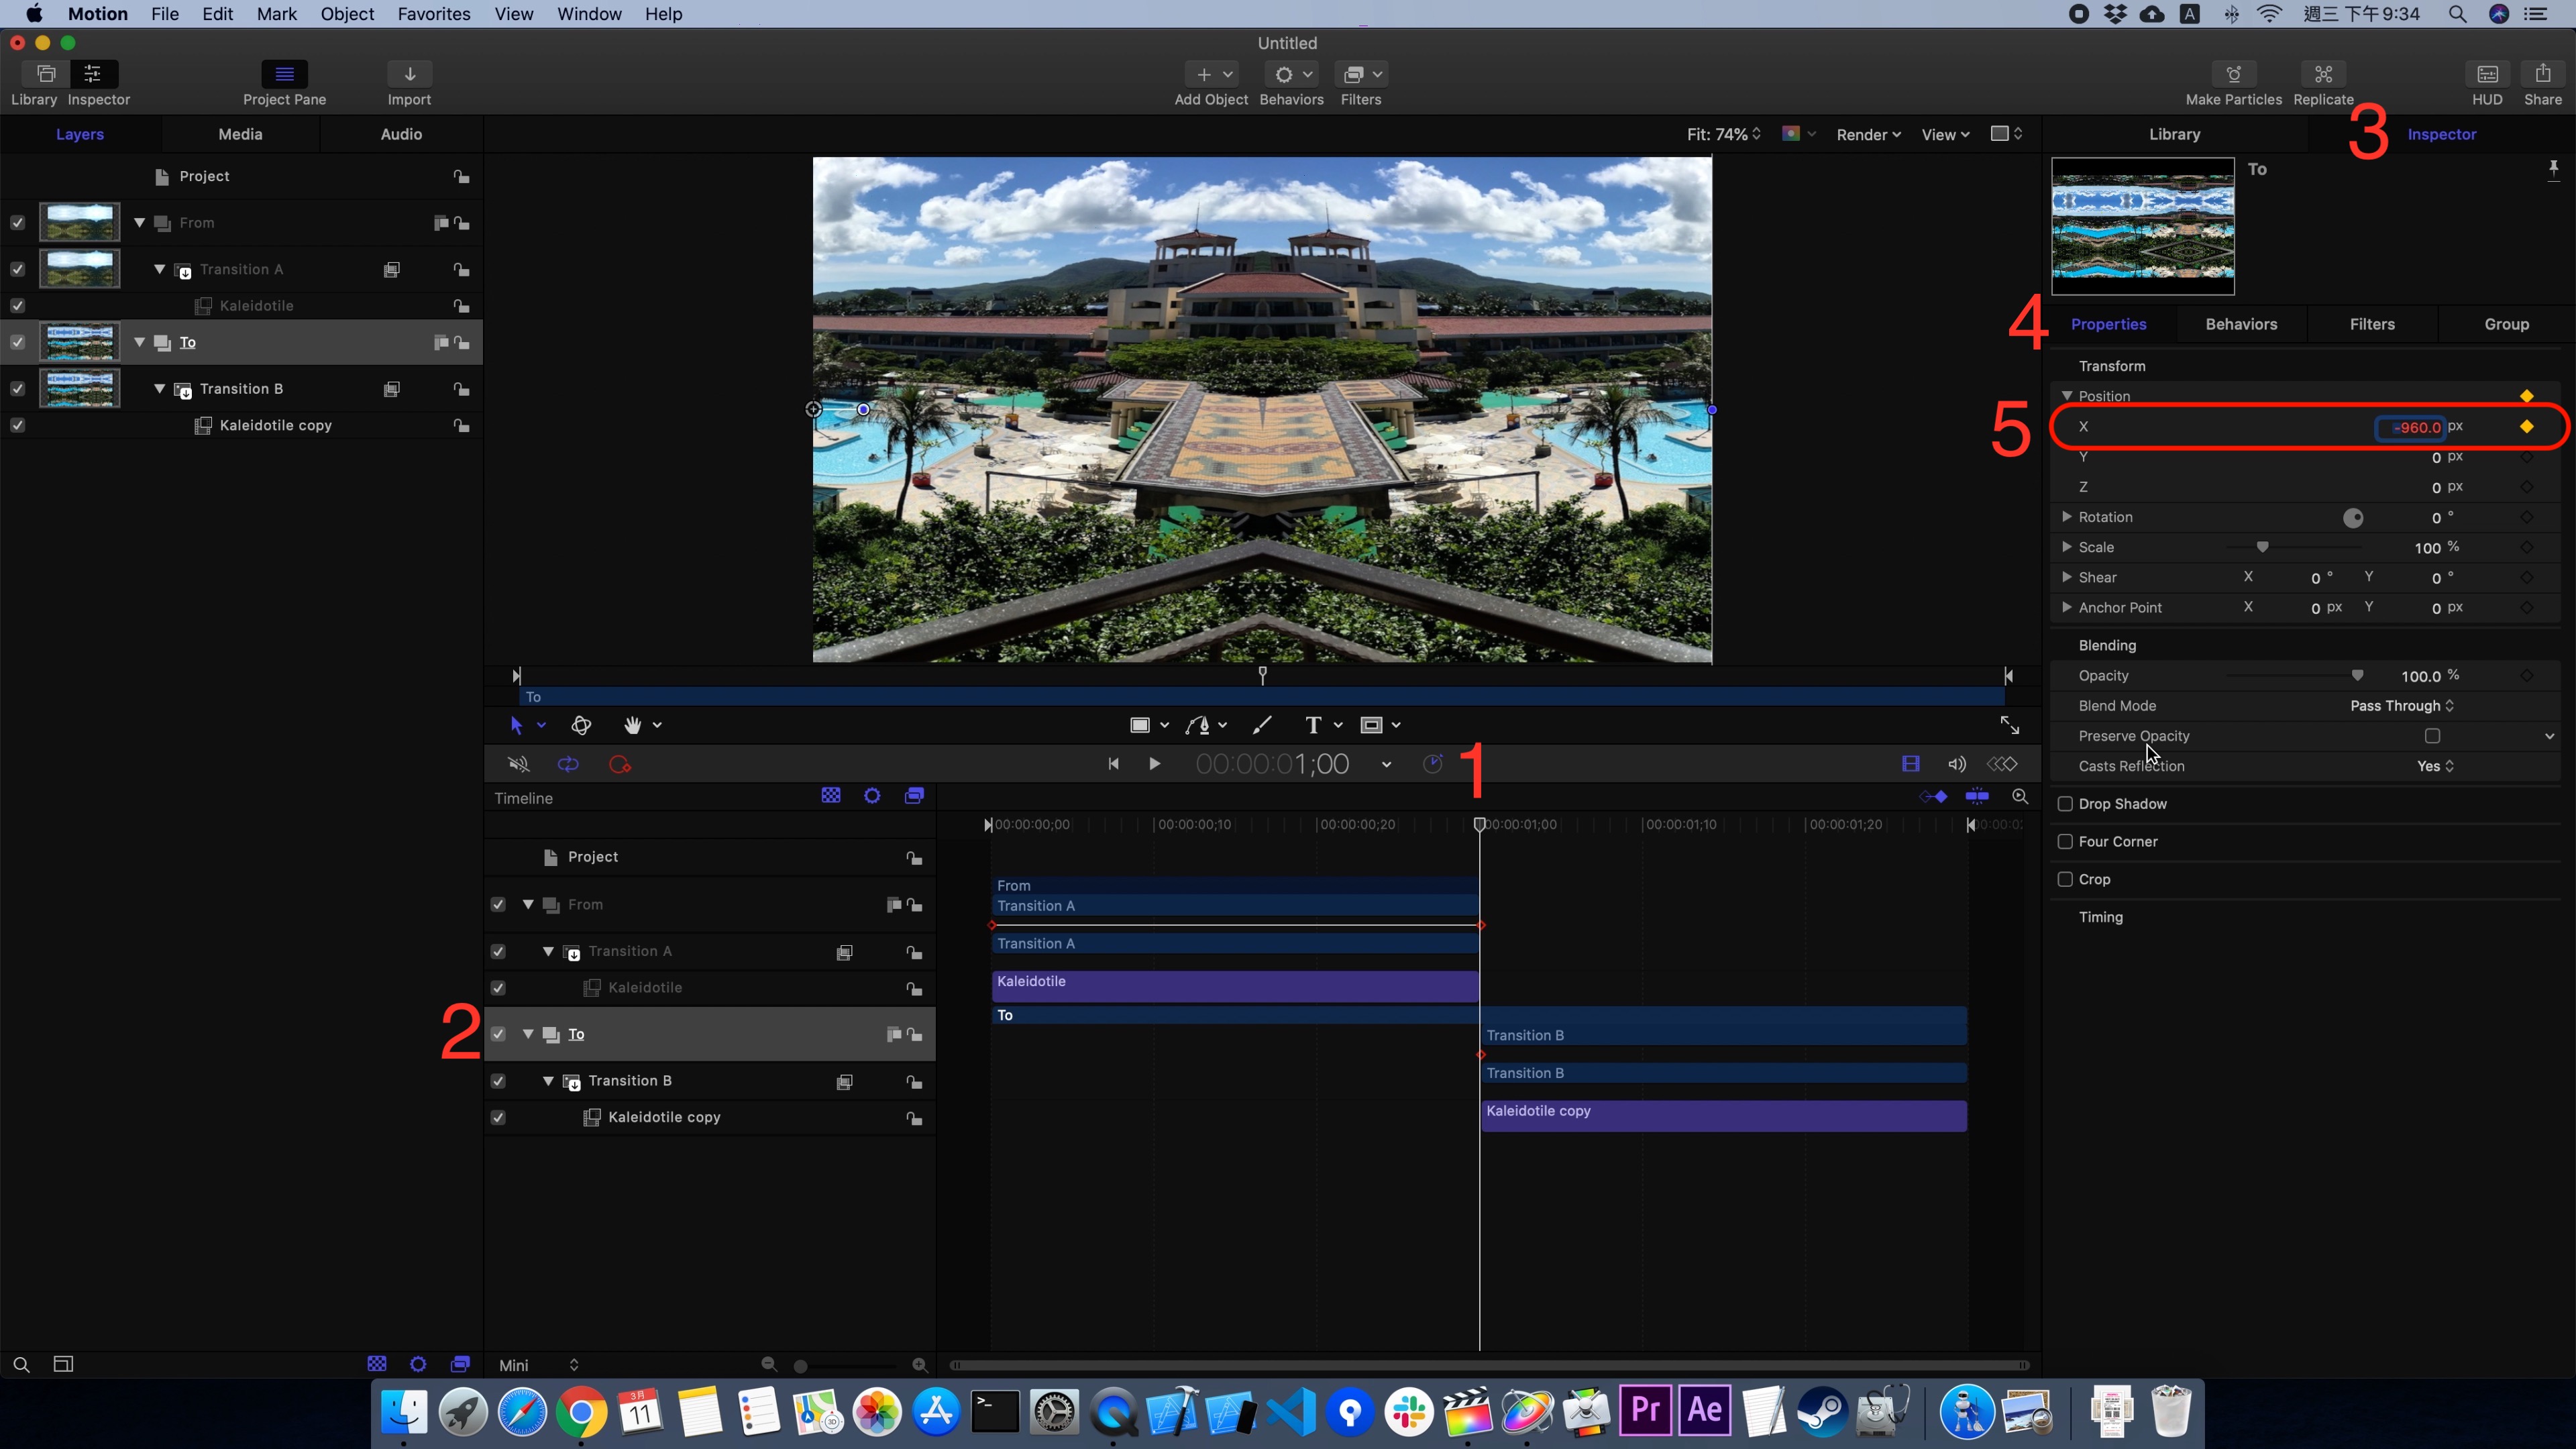 Motion File Edit Mark Object Favorites View Window Help A 週三 下午9:34
Untitled
Library Inspector Project Pane Import Add Object Behaviors Filters Make Particles Replicate HUD Share
Layers Media Audio Fit: 74% Render View Library 3 Inspector
Project
From
Transition A
Kaleidotile
To
Transition B
Kaleidotile copy
To
To
4 Properties Behaviors Filters Group
Transform
Position
5 X -960.0 px
Y 0 px
Z 0 px
Rotation 0 °
Scale 100 %
Shear X 0 ° Y 0 °
Anchor Point X 0 px Y 0 px
Blending
Opacity 100.0 %
Blend Mode Pass Through
Preserve Opacity
Casts Reflection Yes
Drop Shadow
Four Corner
Crop
Timing
T
00:00:00:01;00 1
Timeline
00:00:00;00 00:00:00;10 00:00:00;20 00:00:01;00 00:00:01;10 00:00:01;20
Project
From
Transition A
Kaleidotile
2 To
Transition B
Kaleidotile copy
From
Transition A
Transition A
Kaleidotile
To
Transition B
Transition B
Kaleidotile copy
Mini
3月
11
3D
>_
Pr Ae